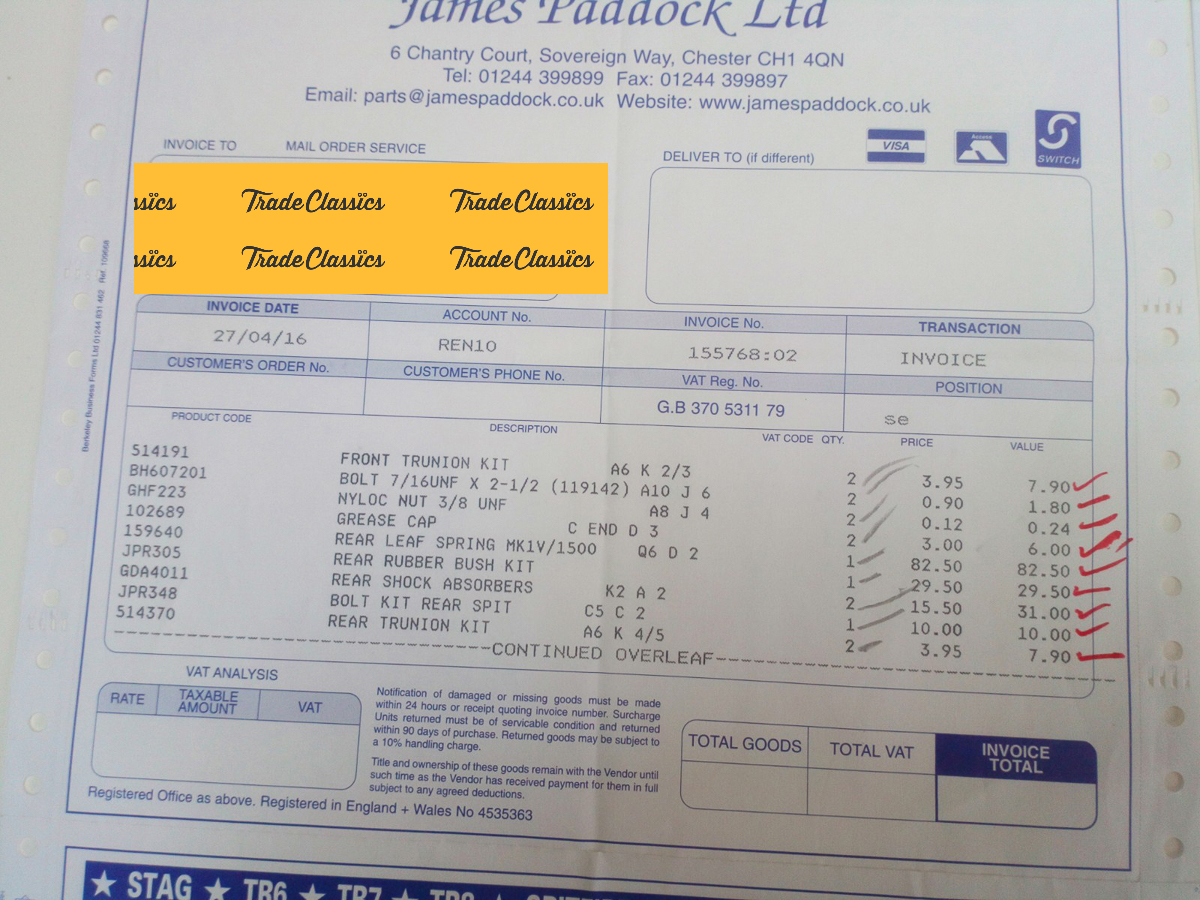 James Paddock Ltd
6 Chantry Court, Sovereign Way, Chester CH1 4QN
Tel: 01244 399899 Fax: 01244 399897
Email: parts@jamespaddock.co.uk Website: www.jamespaddock.co.uk
VISA
Access
SWITCH
INVOICE TO MAIL ORDER SERVICE
DELIVER TO (if different)
ssics Trade Classics Trade Classics
ssics Trade Classics Trade Classics
Berkeley Business Forms Ltd 01244 831 462 Ref. 109668
INVOICE DATE ACCOUNT No. INVOICE No. TRANSACTION
27/04/16 REN10 155768:02 INVOICE
CUSTOMER'S ORDER No. CUSTOMER'S PHONE No. VAT Reg. No. POSITION
G.B 370 5311 79 se
PRODUCT CODE DESCRIPTION VAT CODE QTY. PRICE VALUE
514191 FRONT TRUNION KIT A6 K 2/3 2 3.95 7.90
BH607201 BOLT 7/16UNF X 2-1/2 (119142) A10 J 6 2 0.90 1.80
GHF223 NYLOC NUT 3/8 UNF A8 J 4 2 0.12 0.24
102689 GREASE CAP C END D 3 2 3.00 6.00
159640 REAR LEAF SPRING MK1V/1500 Q6 D 2 1 82.50 82.50
JPR305 REAR RUBBER BUSH KIT 1 29.50 29.50
GDA4011 REAR SHOCK ABSORBERS K2 A 2 2 15.50 31.00
JPR348 BOLT KIT REAR SPIT C5 C 2 1 10.00 10.00
514370 REAR TRUNION KIT A6 K 4/5 2 3.95 7.90
CONTINUED OVERLEAF
VAT ANALYSIS
RATE TAXABLE AMOUNT VAT
Notification of damaged or missing goods must be made
within 24 hours or receipt quoting invoice number. Surcharge
Units returned must be of servicable condition and returned
within 90 days of purchase. Returned goods may be subject to
a 10% handling charge.
Title and ownership of these goods remain with the Vendor until
such time as the Vendor has received payment for them in full
subject to any agreed deductions.
TOTAL GOODS TOTAL VAT INVOICE TOTAL
Registered Office as above. Registered in England + Wales No 4535363
★ STAG ★ TR6 ★ TR7 ★ TR8 ★